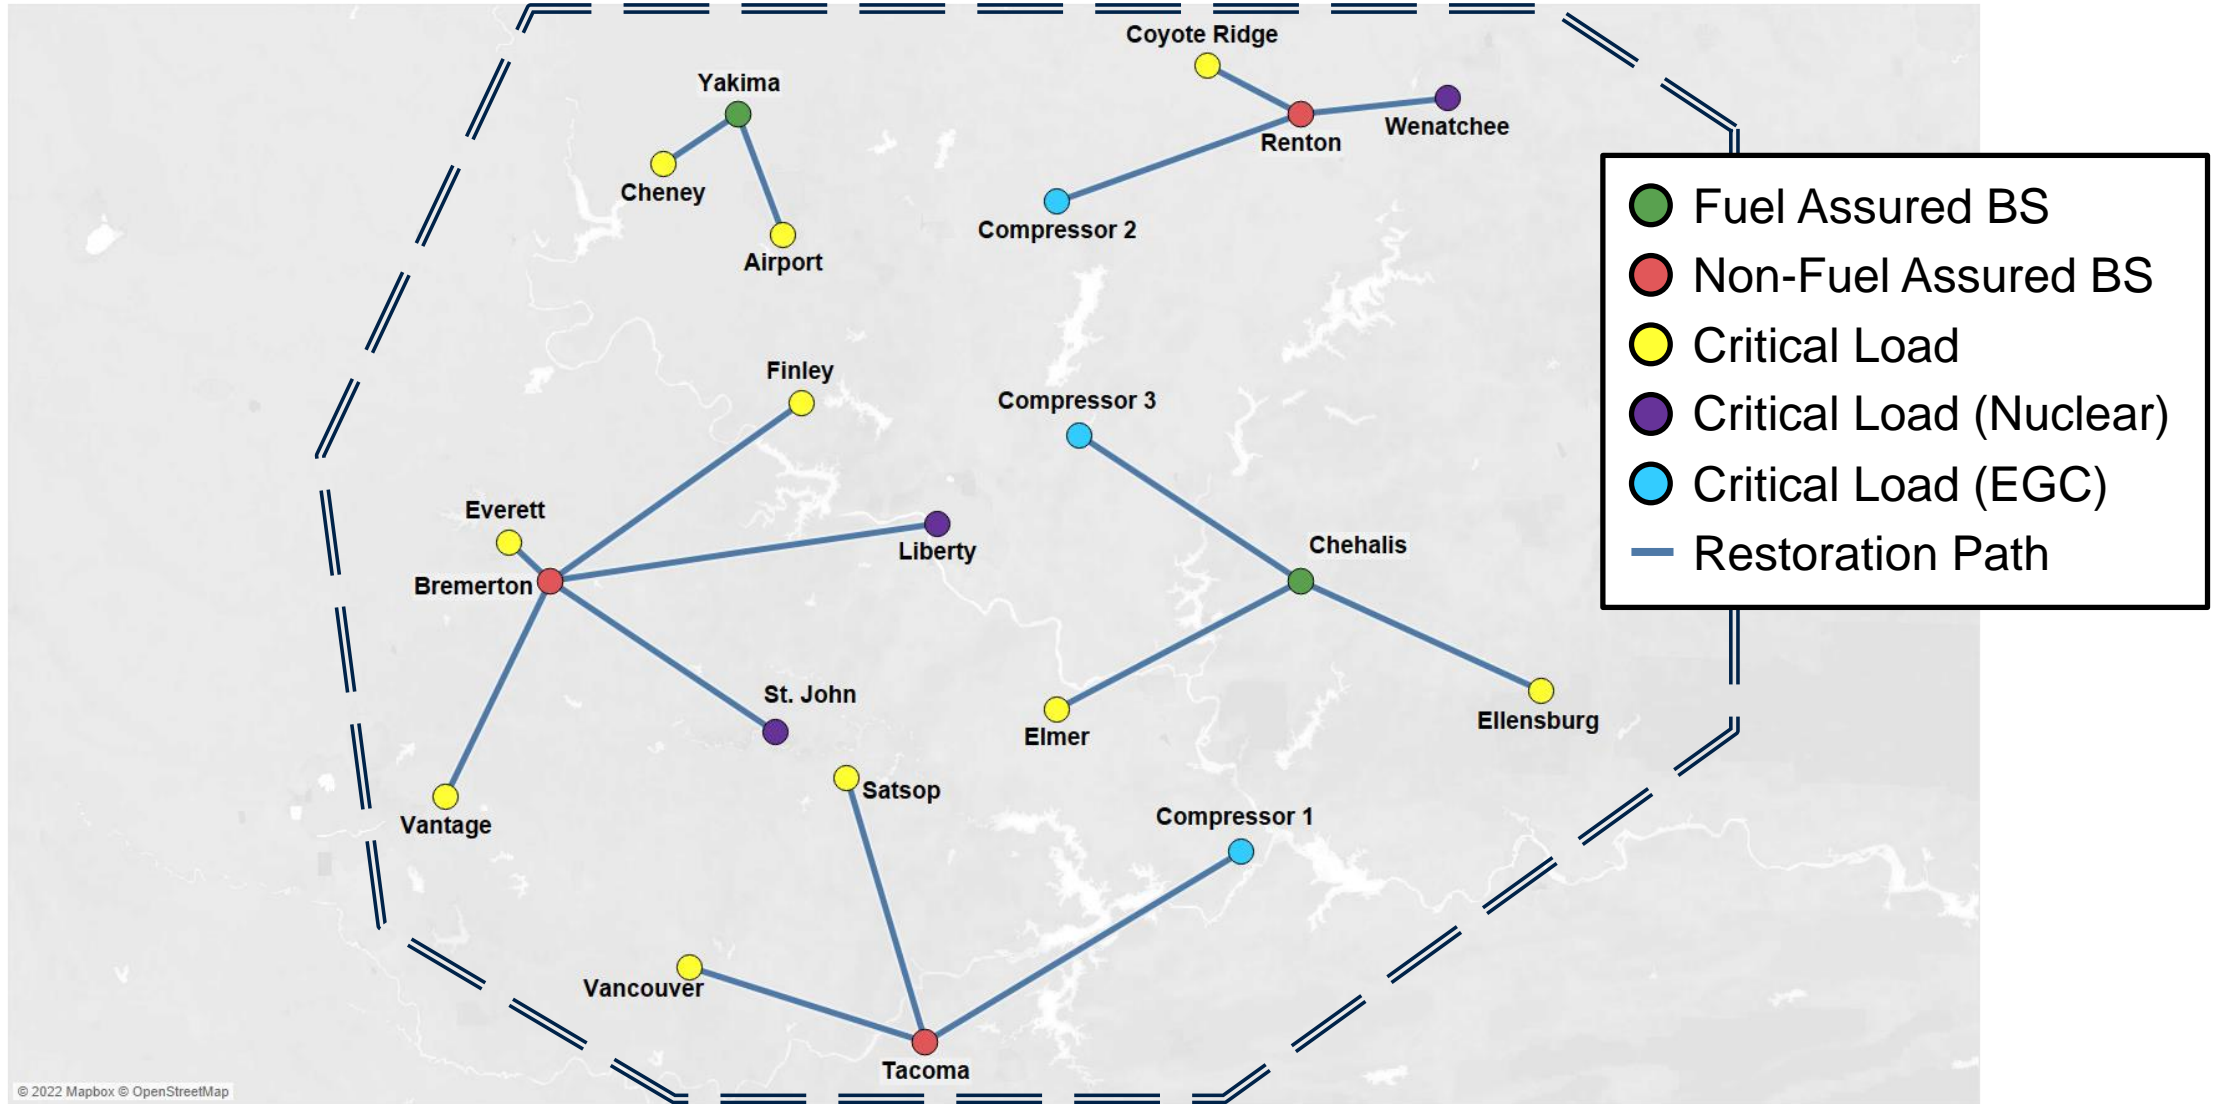 Coyote Ridge
Yakima
Wenatchee
Renton
Cheney
Compressor 2
Airport
Fuel Assured BS
Non-Fuel Assured BS
Critical Load
Critical Load (Nuclear)
Critical Load (EGC)
Restoration Path
Finley
Compressor 3
Everett
Liberty
Chehalis
Bremerton
St. John
Elmer
Ellensburg
Satsop
Vantage
Compressor 1
Vancouver
Tacoma
© 2022 Mapbox © OpenStreetMap